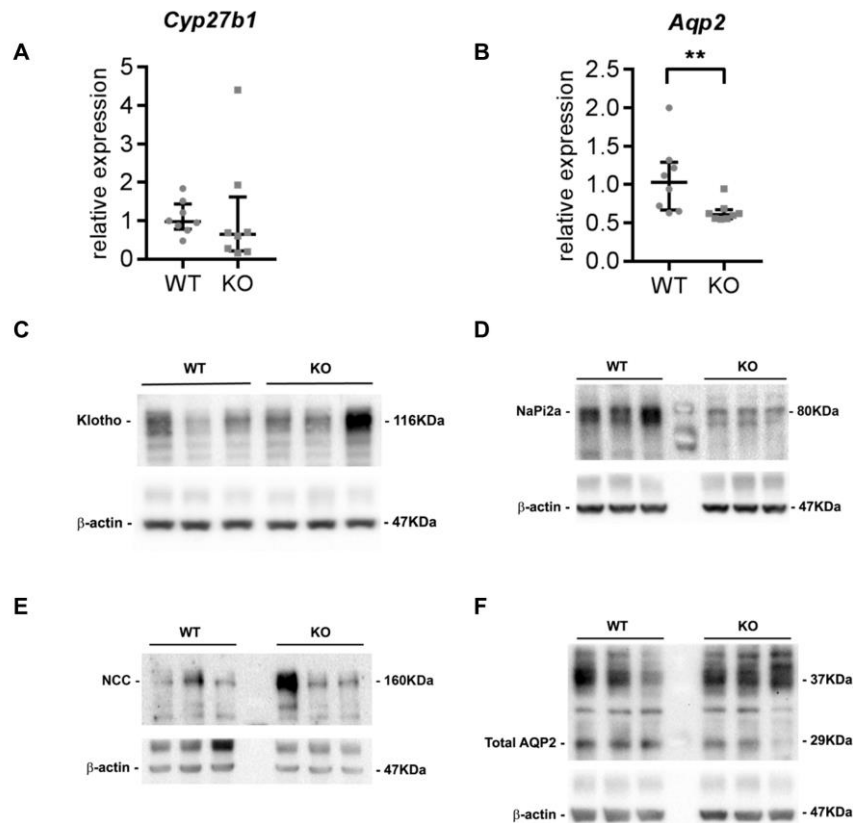 Cyp27b1
A
relative expression
5
4
3
2
1
0
WT KO
Aqp2
B
**
relative expression
2.5
2.0
1.5
1.0
0.5
0.0
WT KO
C
WT KO
Klotho - - 116KDa
β-actin - - 47KDa
D
WT KO
NaPi2a - - 80KDa
β-actin - - 47KDa
E
WT KO
NCC - - 160KDa
β-actin - - 47KDa
F
WT KO
- 37KDa
Total AQP2 - - 29KDa
β-actin - - 47KDa